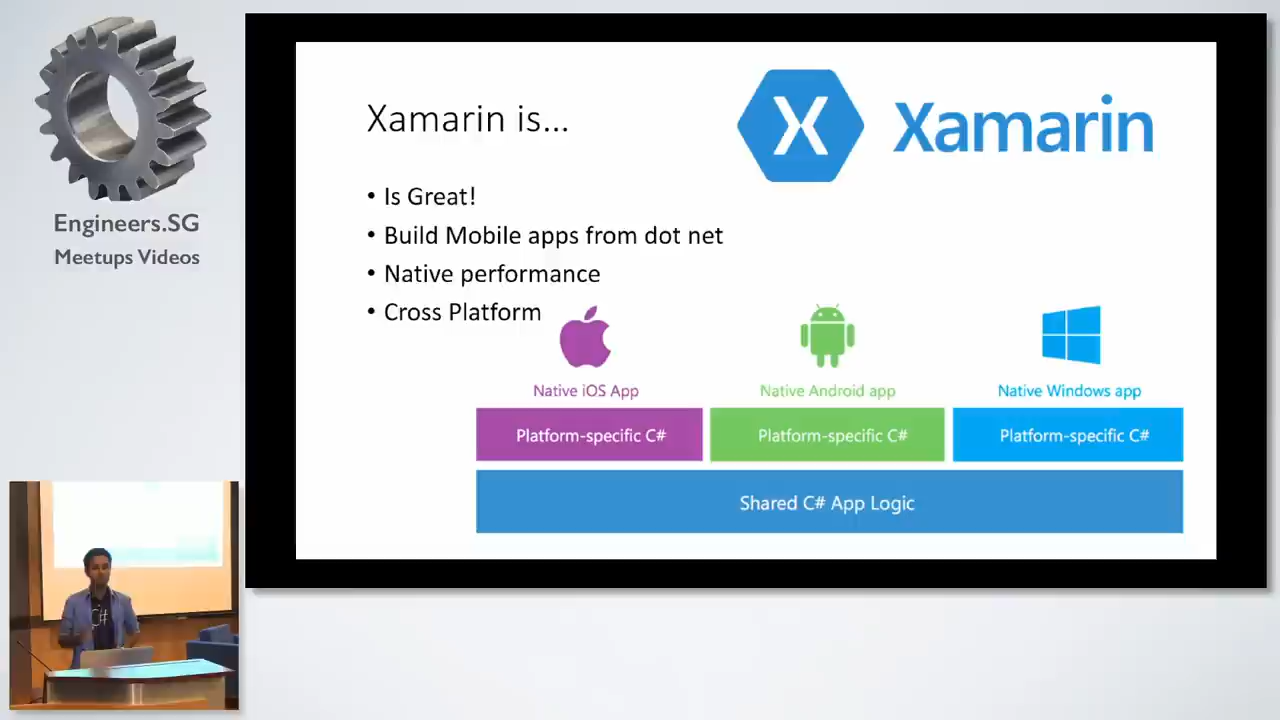 Engineers.SG
Meetups Videos
Xamarin is...
X Xamarin
• Is Great!
• Build Mobile apps from dot net
• Native performance
• Cross Platform
Native iOS App
Native Android app
Native Windows app
Platform-specific C#
Platform-specific C#
Platform-specific C#
Shared C# App Logic
C#